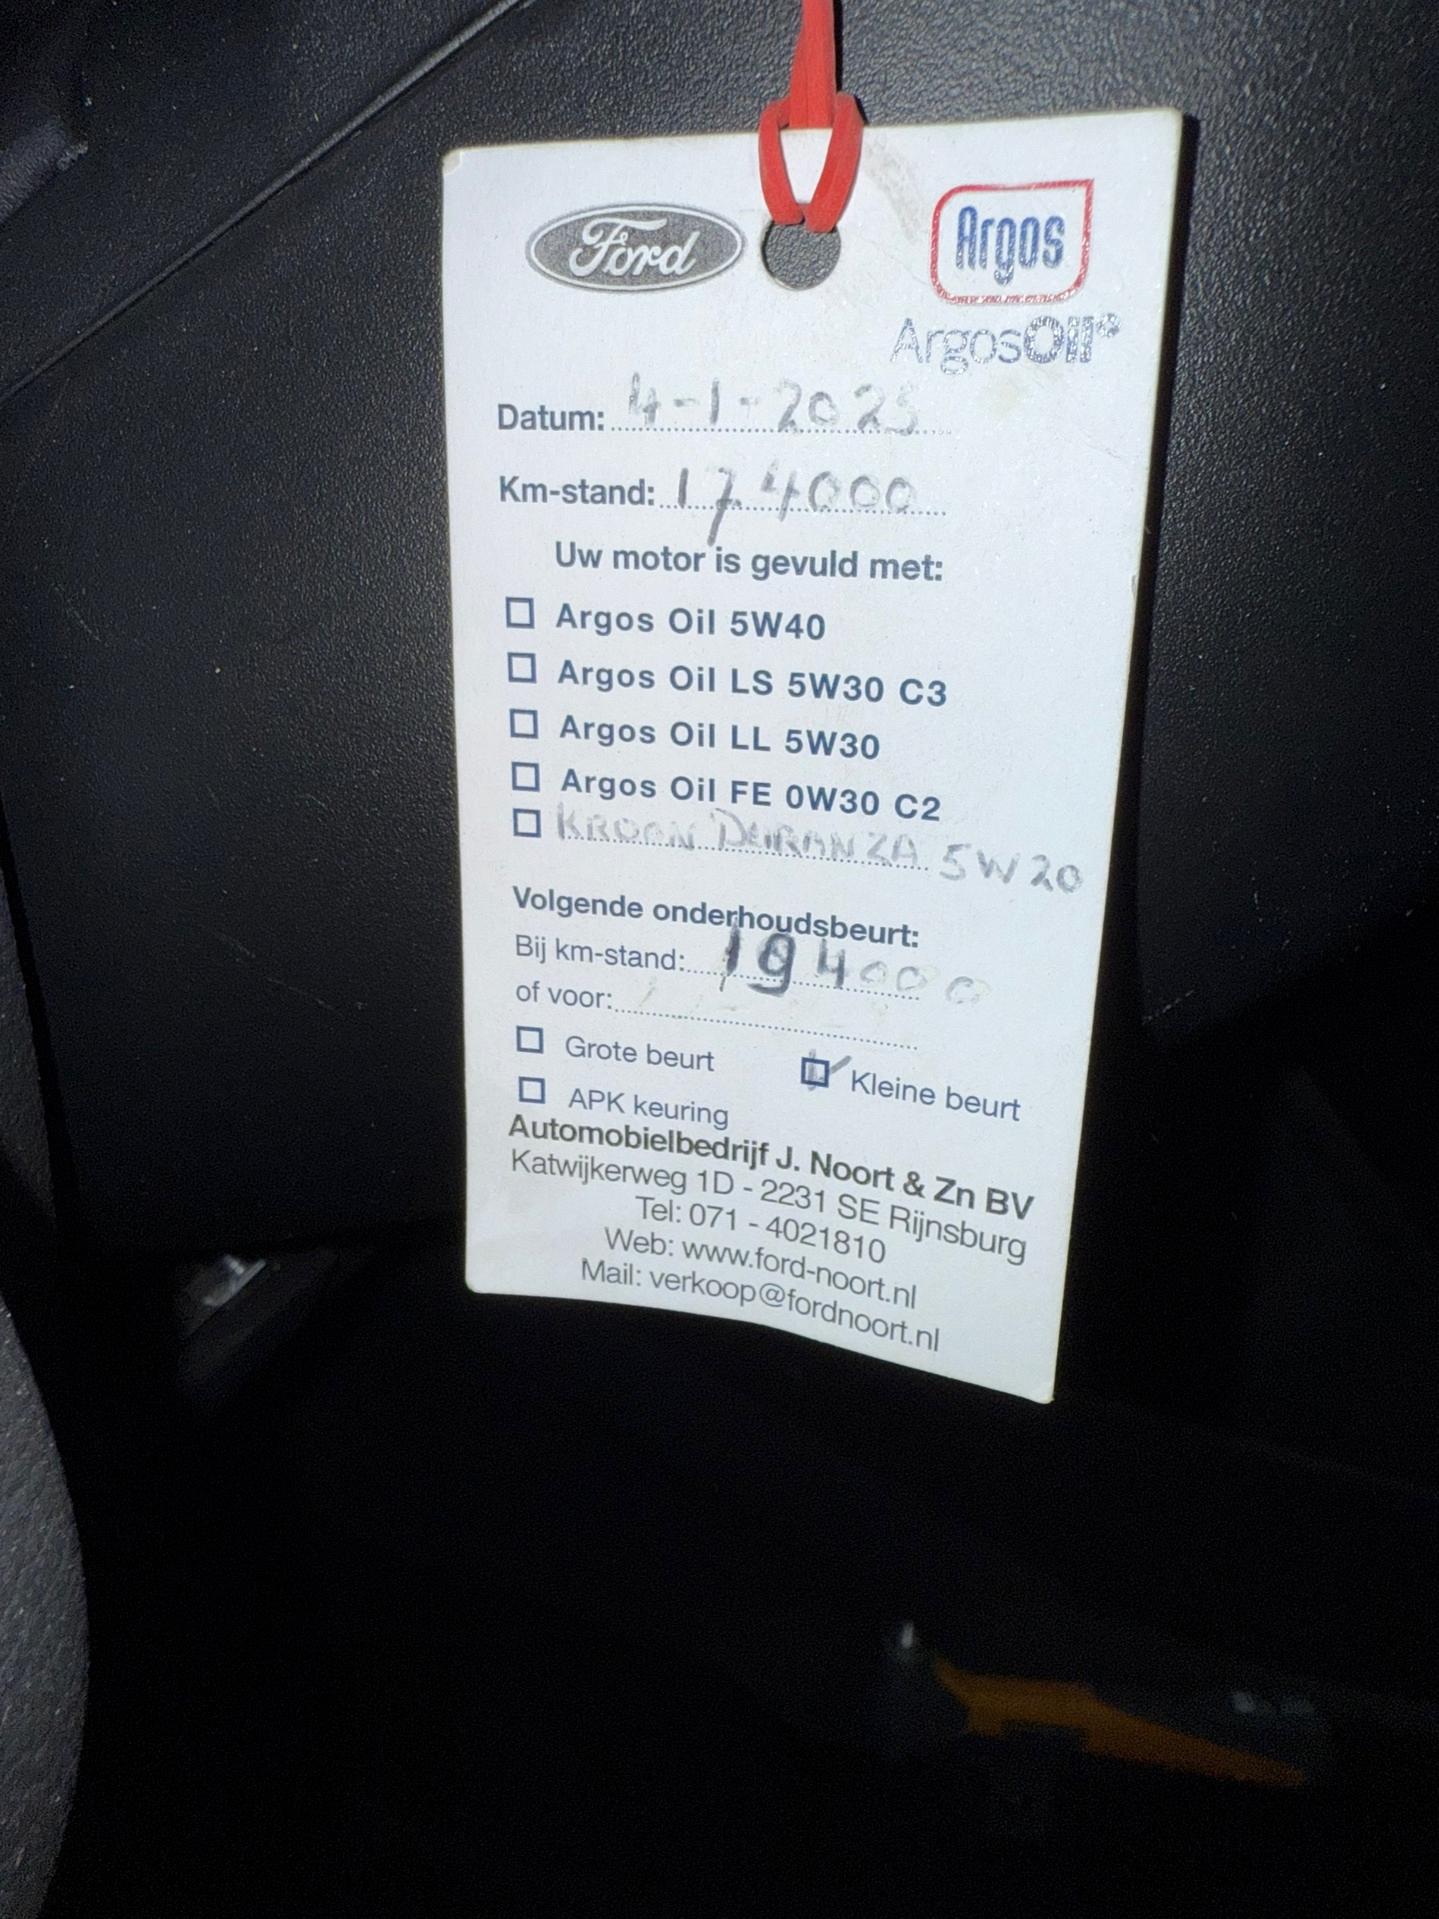 Ford
Argos
ArgosOil
Datum: 4-1-2025
Km-stand: 174000
Uw motor is gevuld met:
Argos Oil 5W40
Argos Oil LS 5W30 C3
Argos Oil LL 5W30
Argos Oil FE 0W30 C2
KROON DURANZA 5W20
Volgende onderhoudsbeurt:
Bij km-stand: 194000
of voor:
Grote beurt
Kleine beurt
APK keuring
Automobielbedrijf J. Noort & Zn BV
Katwijkerweg 1D - 2231 SE Rijnsburg
Tel: 071 - 4021810
Web: www.ford-noort.nl
Mail: verkoop@fordnoort.nl